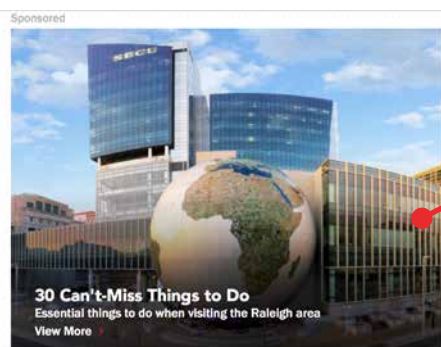 Sponsored
SECU
30 Can't-Miss Things to Do
Essential things to do when visiting the Raleigh area
View More